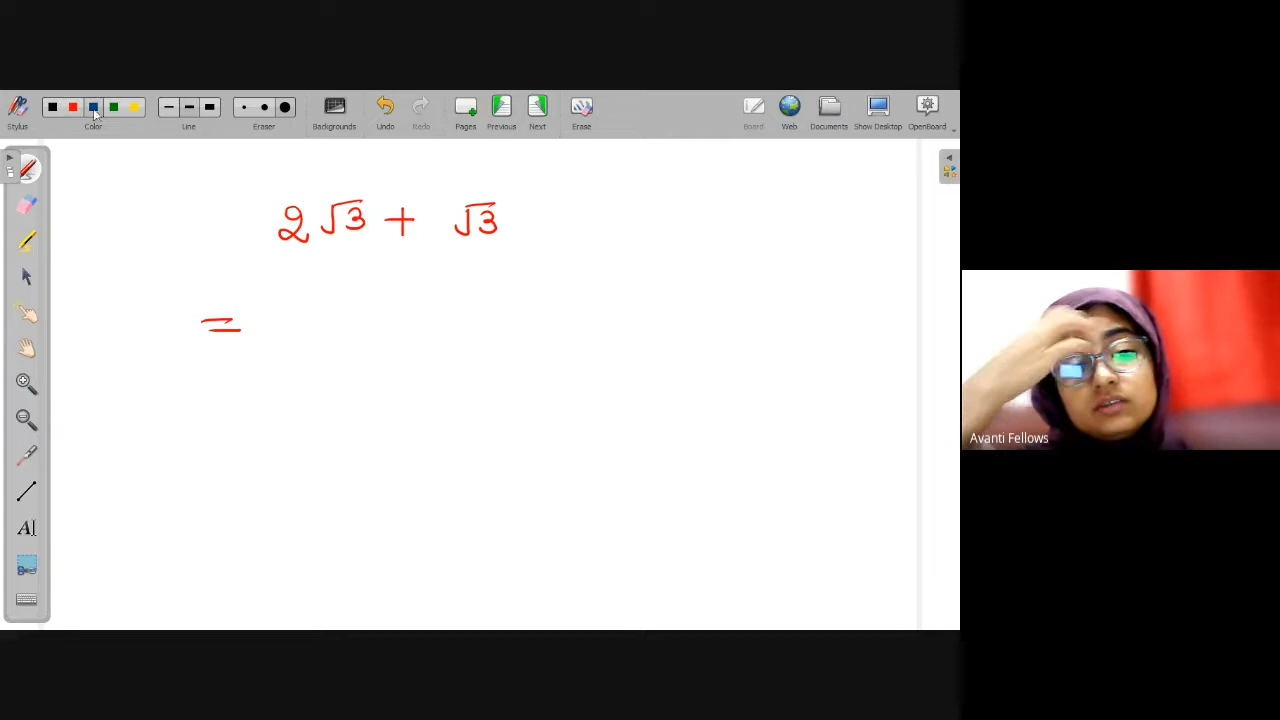 Stylus Color Line Eraser Backgrounds Undo Redo Pages Previous Next Erase Board Web Documents Show Desktop OpenBoard
2√3 + √3
=
Avanti Fellows
A